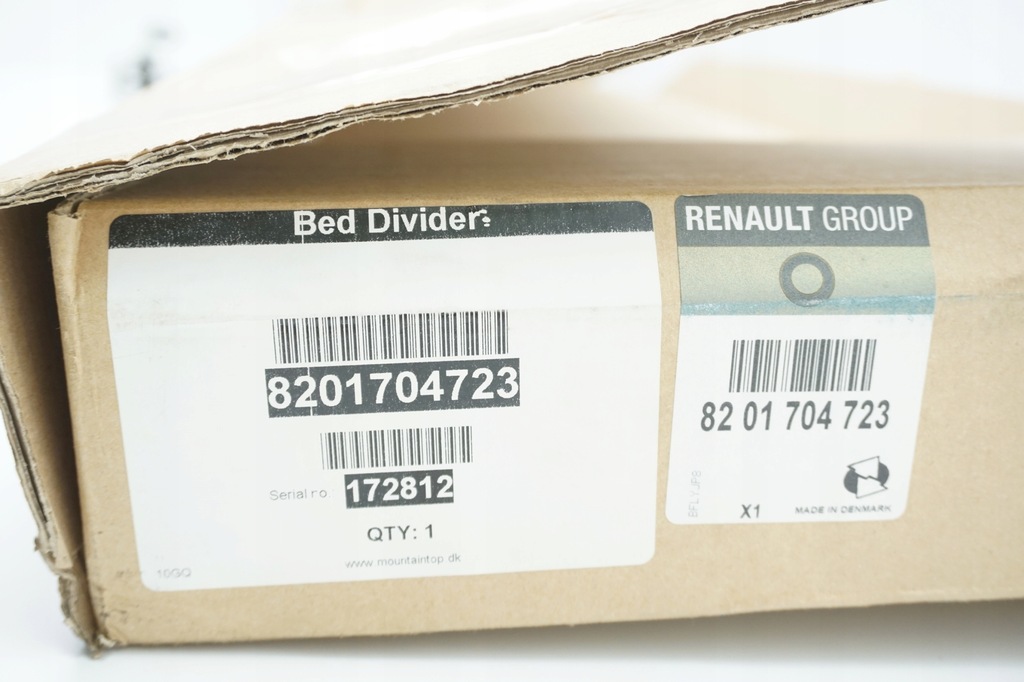 Bed Divider
8201704723
Serial no.
172812
QTY: 1
www.mountaintop.dk
10GQ
RENAULT GROUP
82 01 704 723
X1
MADE IN DENMARK